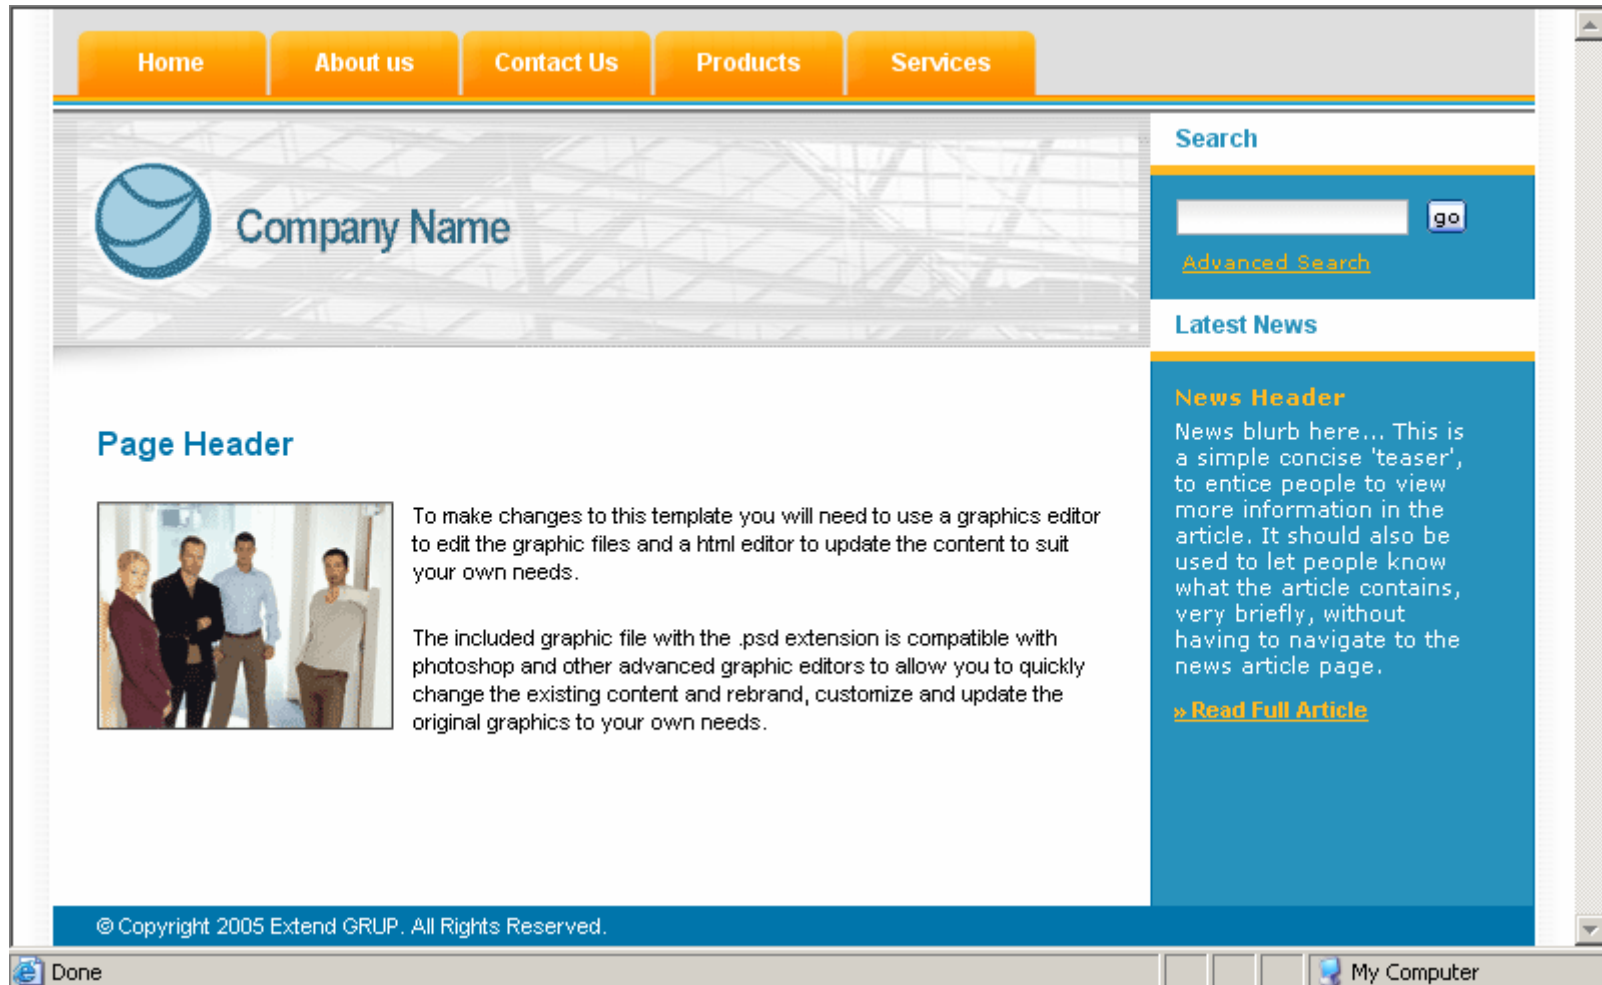 Home
About us
Contact Us
Products
Services
Company Name
Search
go
Advanced Search
Latest News
News Header
News blurb here... This is
a simple concise 'teaser',
to entice people to view
more information in the
article. It should also be
used to let people know
what the article contains,
very briefly, without
having to navigate to the
news article page.
» Read Full Article
Page Header
To make changes to this template you will need to use a graphics editor
to edit the graphic files and a html editor to update the content to suit
your own needs.
The included graphic file with the .psd extension is compatible with
photoshop and other advanced graphic editors to allow you to quickly
change the existing content and rebrand, customize and update the
original graphics to your own needs.
© Copyright 2005 Extend GRUP. All Rights Reserved.
Done
My Computer